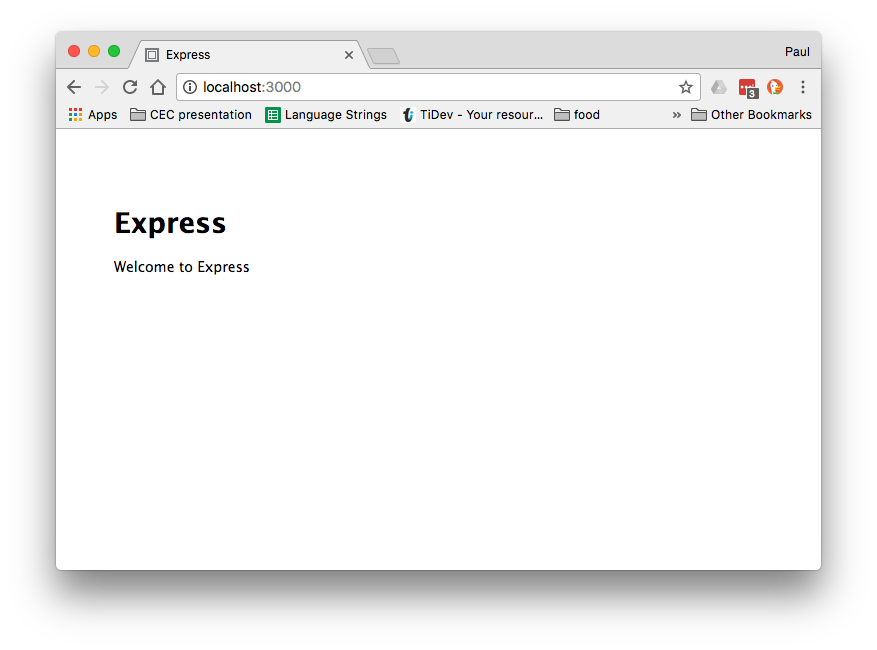 Express
Paul
localhost:3000
Apps CEC presentation Language Strings TiDev - Your resour... food » Other Bookmarks
3
Express
Welcome to Express